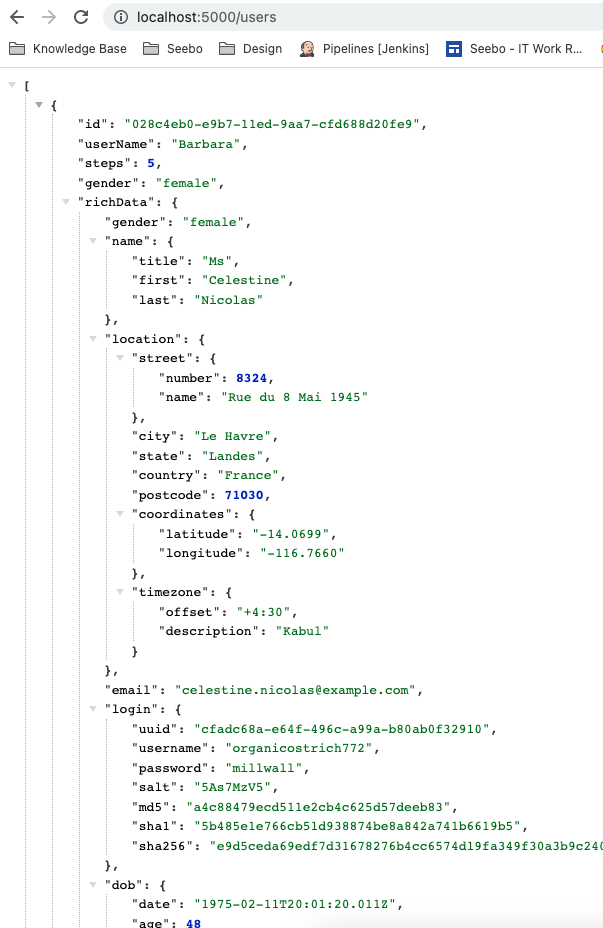 localhost:5000/users
Knowledge Base Seebo Design Pipelines [Jenkins] Seebo - IT Work R...
[
{
"id": "028c4eb0-e9b7-11ed-9aa7-cfd688d20fe9",
"userName": "Barbara",
"steps": 5,
"gender": "female",
"richData": {
"gender": "female",
"name": {
"title": "Ms",
"first": "Celestine",
"last": "Nicolas"
},
"location": {
"street": {
"number": 8324,
"name": "Rue du 8 Mai 1945"
},
"city": "Le Havre",
"state": "Landes",
"country": "France",
"postcode": 71030,
"coordinates": {
"latitude": "-14.0699",
"longitude": "-116.7660"
},
"timezone": {
"offset": "+4:30",
"description": "Kabul"
}
},
"email": "celestine.nicolas@example.com",
"login": {
"uuid": "cfadc68a-e64f-496c-a99a-b80ab0f32910",
"username": "organicostrich772",
"password": "millwall",
"salt": "5As7MzV5",
"md5": "a4c88479ecd511e2cb4c625d57deeb83",
"sha1": "5b485e1e766cb51d938874be8a842a741b6619b5",
"sha256": "e9d5ceda69edf7d31678276b4cc6574d19fa349f30a3b9c240
},
"dob": {
"date": "1975-02-11T20:01:20.011Z",
"age": 48